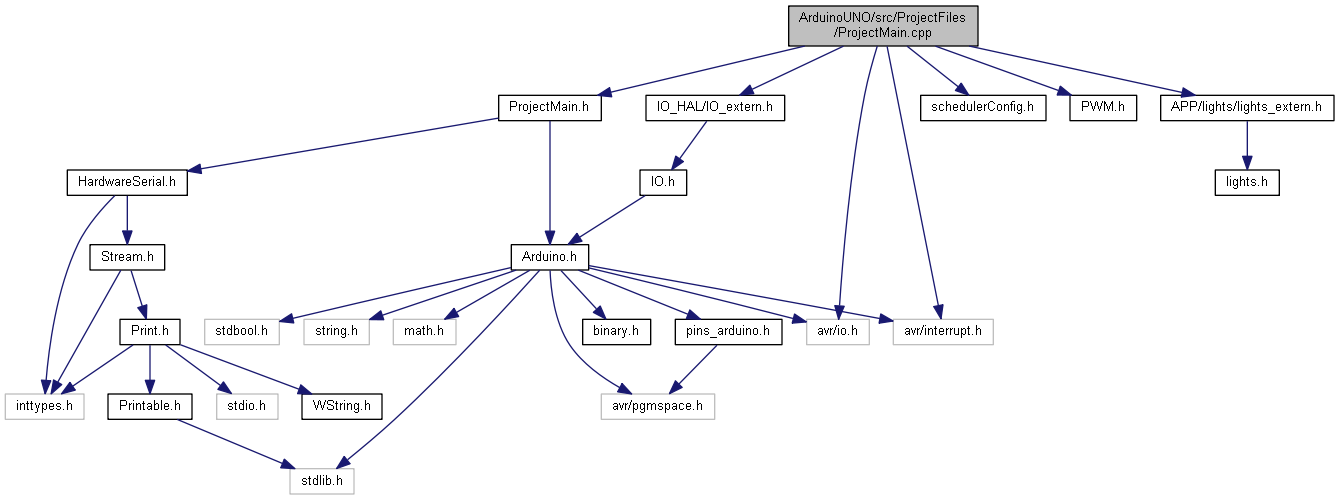 ArduinoUNO/src/ProjectFiles
/ProjectMain.cpp
ProjectMain.h
IO_HAL/IO_extern.h
schedulerConfig.h
PWM.h
APP/lights/lights_extern.h
HardwareSerial.h
IO.h
lights.h
Stream.h
Arduino.h
stdbool.h
string.h
math.h
binary.h
pins_arduino.h
avr/io.h
avr/interrupt.h
Print.h
inttypes.h
Printable.h
stdio.h
WString.h
avr/pgmspace.h
stdlib.h